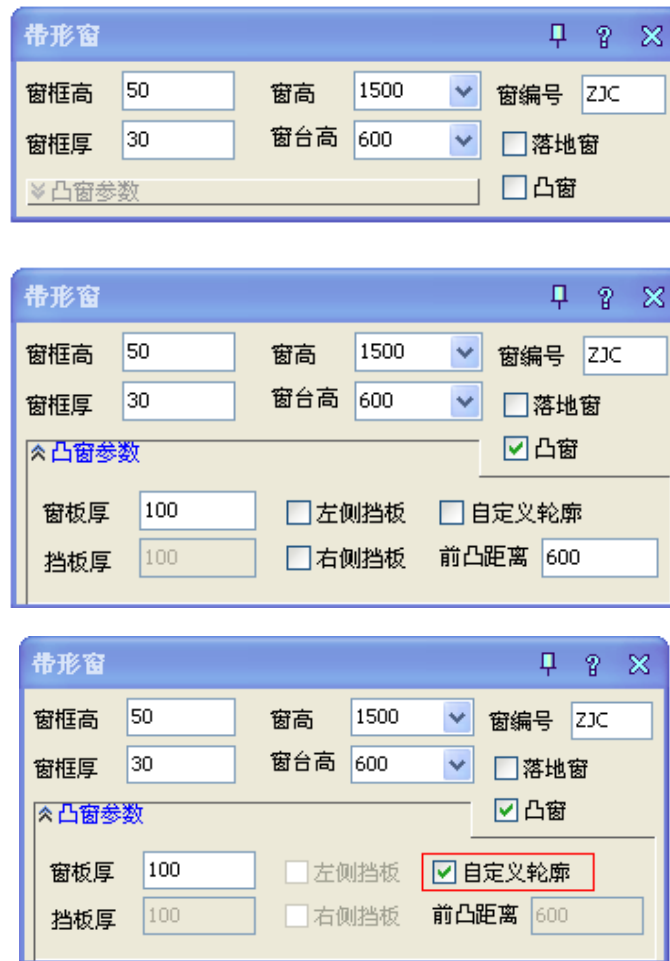 带形窗
窗框高 50 窗高 1500 窗编号 ZJC
窗框厚 30 窗台高 600 落地窗
凸窗参数 凸窗
带形窗
窗框高 50 窗高 1500 窗编号 ZJC
窗框厚 30 窗台高 600 落地窗
凸窗参数 凸窗
窗板厚 100 左侧挡板 自定义轮廓
挡板厚 100 右侧挡板 前凸距离 600
带形窗
窗框高 50 窗高 1500 窗编号 ZJC
窗框厚 30 窗台高 600 落地窗
凸窗参数 凸窗
窗板厚 100 左侧挡板 自定义轮廓
挡板厚 100 右侧挡板 前凸距离 600